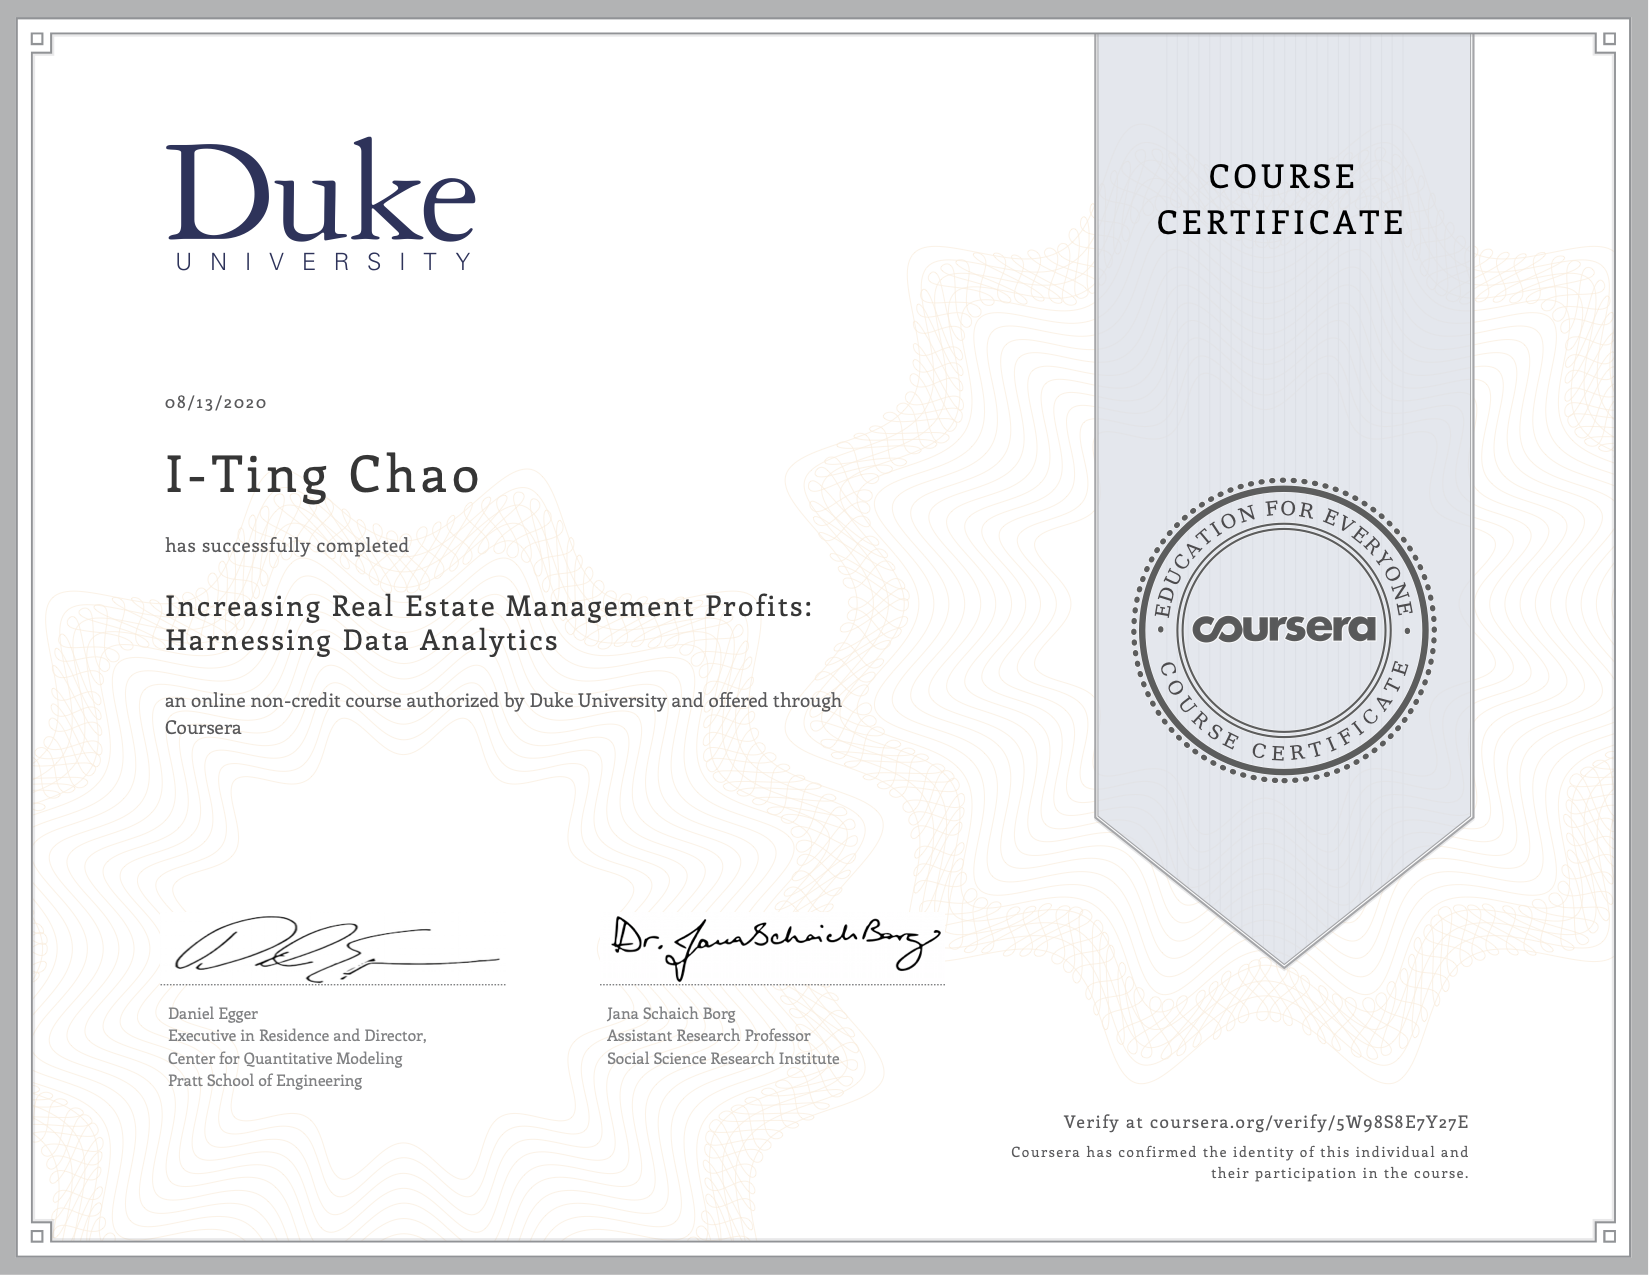 Duke
UNIVERSITY
COURSE
CERTIFICATE
08/13/2020
I-Ting Chao
has successfully completed
Increasing Real Estate Management Profits:
Harnessing Data Analytics
an online non-credit course authorized by Duke University and offered through
Coursera
EDUCATION FOR EVERYONE
coursera
COURSE CERTIFICATE
Dr. Jana Schaich Borg
Daniel Egger
Executive in Residence and Director,
Center for Quantitative Modeling
Pratt School of Engineering
Jana Schaich Borg
Assistant Research Professor
Social Science Research Institute
Verify at coursera.org/verify/5W98S8E7Y27E
Coursera has confirmed the identity of this individual and
their participation in the course.